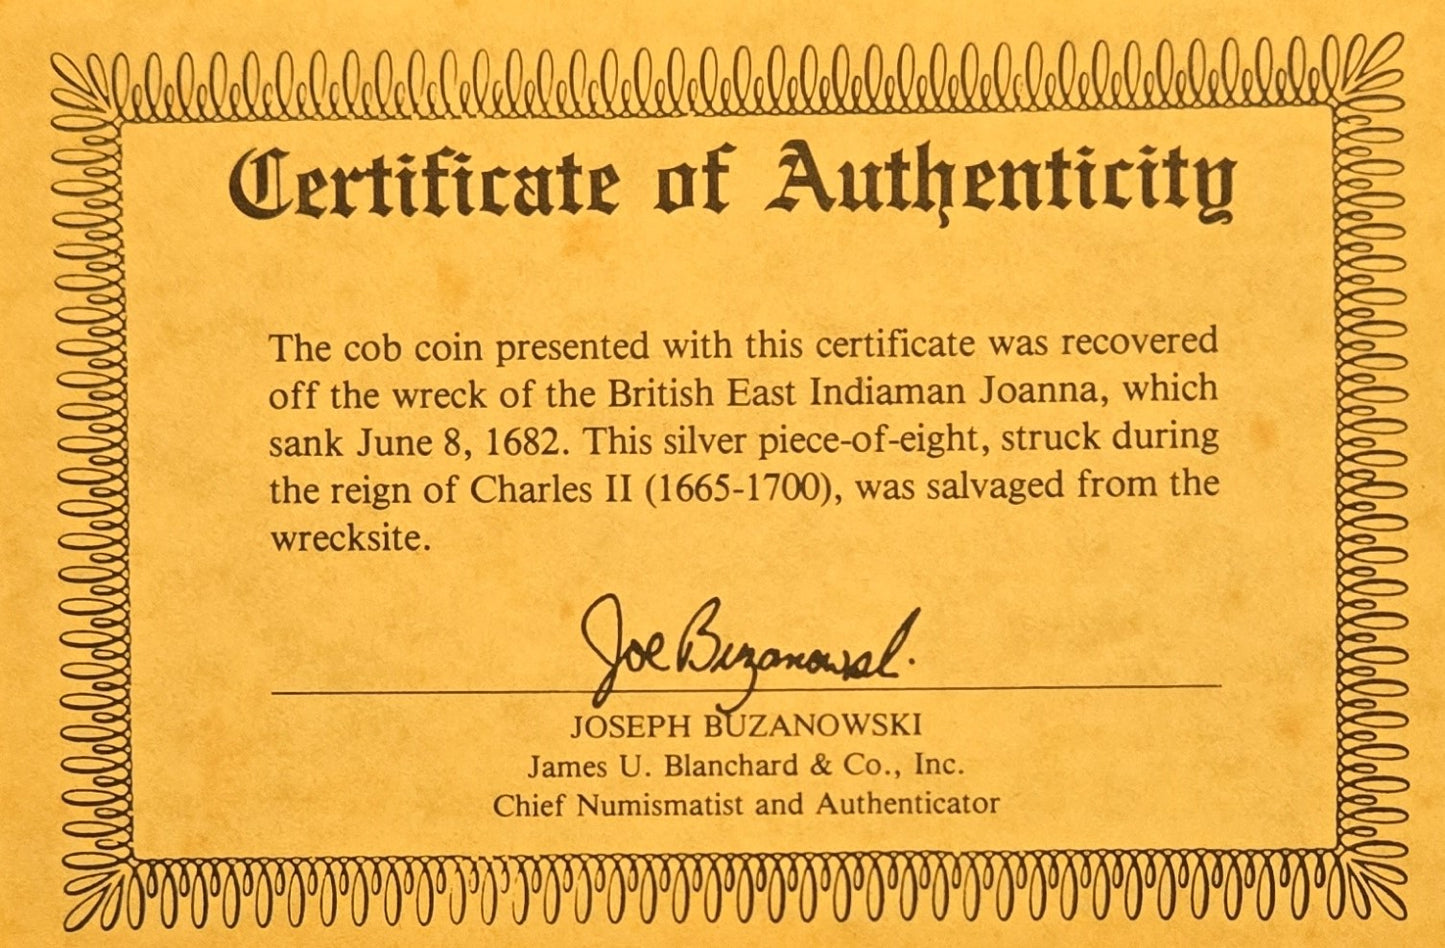 Certificate of Authenticity
The cob coin presented with this certificate was recovered
off the wreck of the British East Indiaman Joanna, which
sank June 8, 1682. This silver piece-of-eight, struck during
the reign of Charles II (1665-1700), was salvaged from the
wrecksite.
Joe Buzanowski
JOSEPH BUZANOWSKI
James U. Blanchard & Co., Inc.
Chief Numismatist and Authenticator